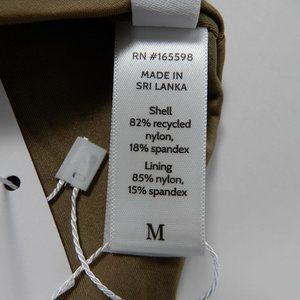 RN #165598
MADE IN
SRI LANKA
Shell
82% recycled
nylon,
18% spandex
Lining
85% nylon,
15% spandex
M